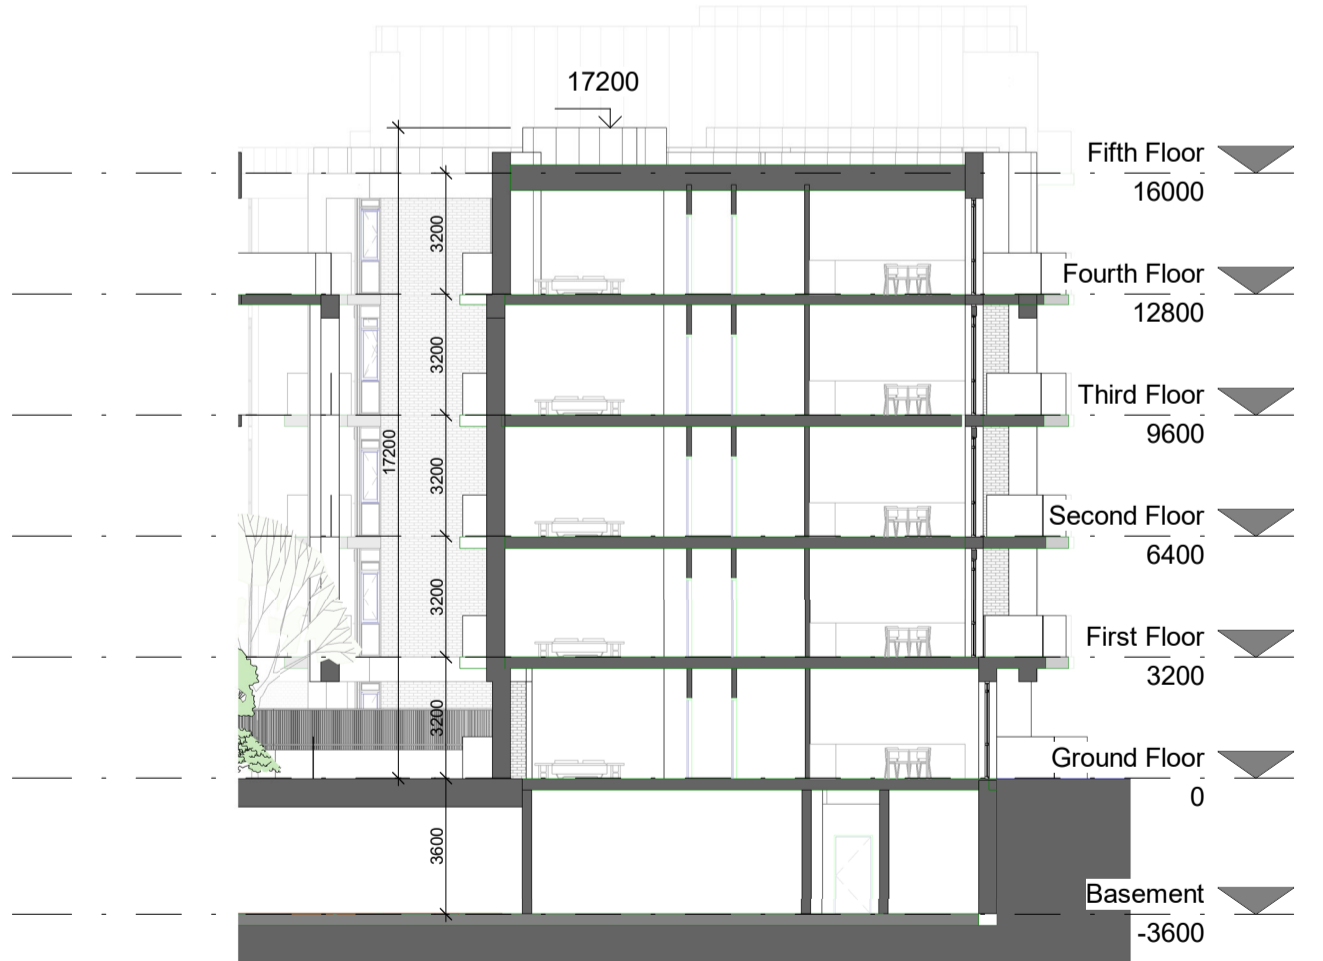 17200
Fifth Floor
16000
3200
Fourth Floor
12800
3200
Third Floor
9600
17200
3200
Second Floor
6400
3200
First Floor
3200
3200
Ground Floor
0
3600
Basement
-3600